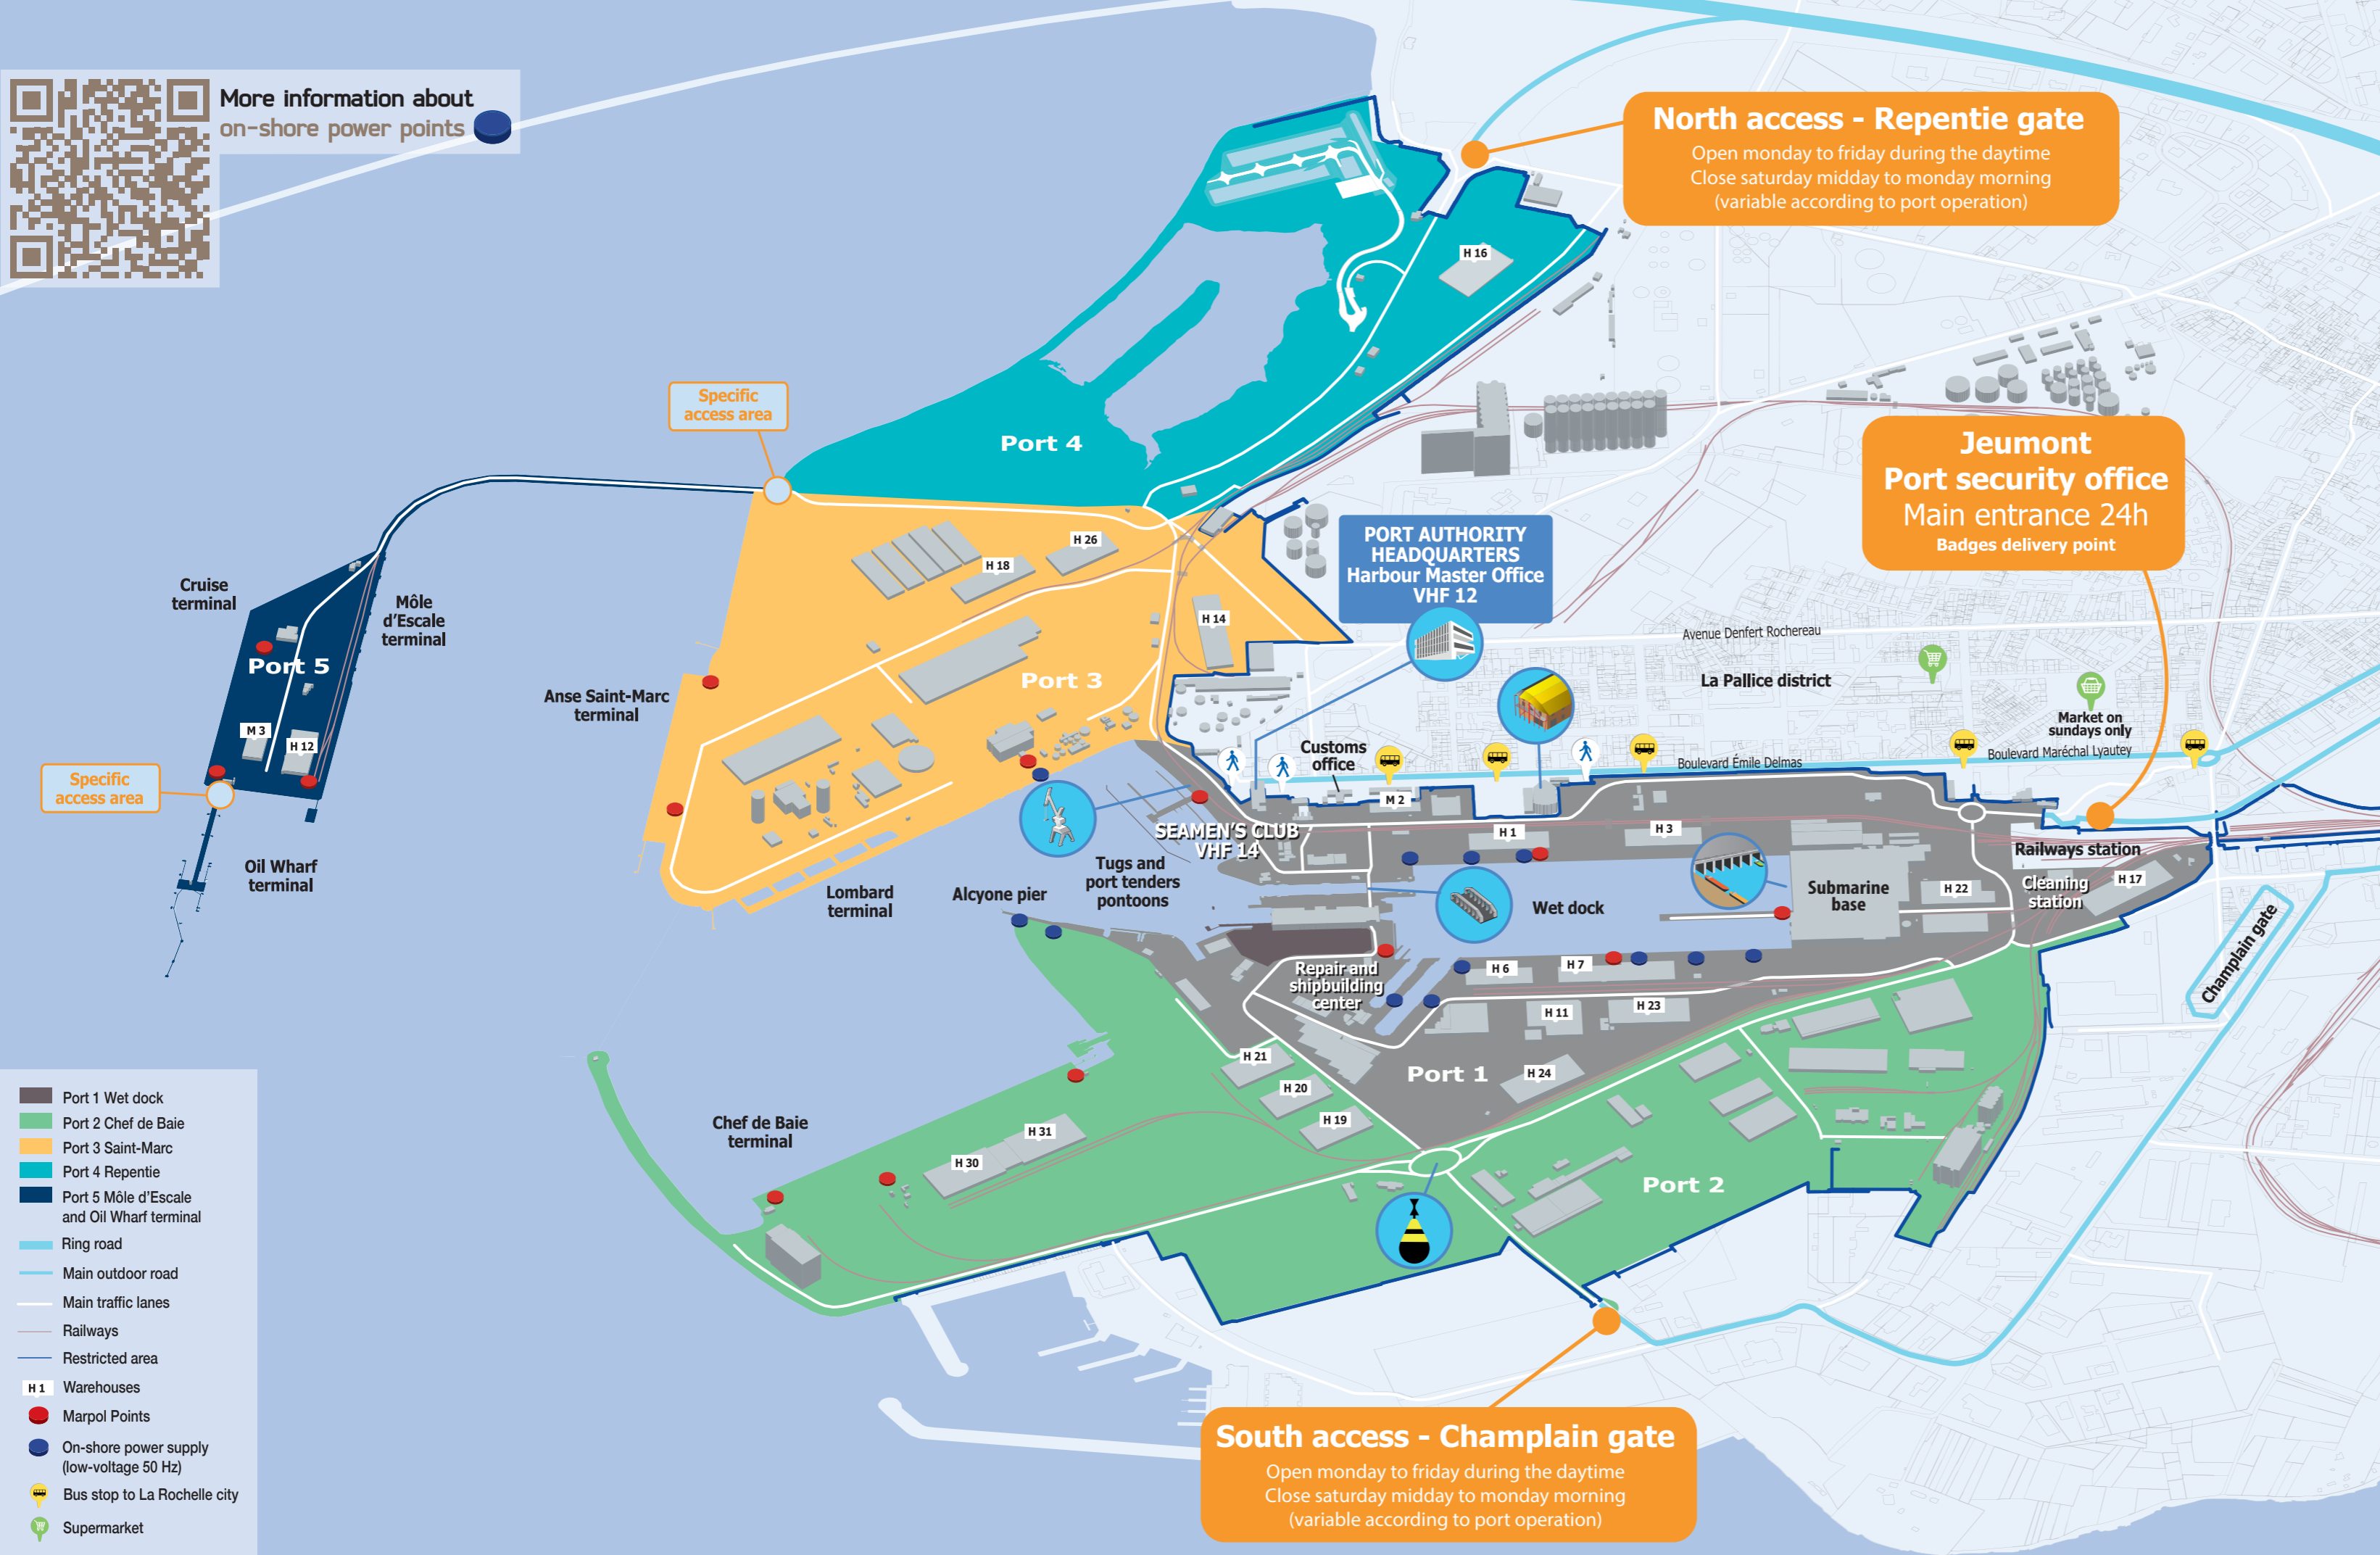 More information about
on-shore power points
North access - Repentie gate
Open monday to friday during the daytime
Close saturday midday to monday morning
(variable according to port operation)
H 16
Specific
access area
Port 4
Jeumont
Port security office
Main entrance 24h
Badges delivery point
PORT AUTHORITY
HEADQUARTERS
Harbour Master Office
VHF 12
H 26
H 18
H 14
Cruise
terminal
Môle
d'Escale
terminal
Port 5
M 3
H 12
Specific
access area
Oil Wharf
terminal
Anse Saint-Marc
terminal
Port 3
Avenue Denfert Rochereau
La Pallice district
Market on
sundays only
Boulevard Maréchal Lyautey
Boulevard Émile Delmas
Customs
office
M 2
SEAMEN'S CLUB
VHF 14
H 1
H 3
Railways station
Tugs and
port tenders
pontoons
Alcyone pier
Lombard
terminal
Wet dock
Submarine
base
H 22
Cleaning
station
H 17
Champlain gate
Repair and
shipbuilding
center
H 6
H 7
H 11
H 23
H 21
H 20
H 19
Port 1
H 24
Chef de Baie
terminal
H 31
H 30
Port 2
South access - Champlain gate
Open monday to friday during the daytime
Close saturday midday to monday morning
(variable according to port operation)
Port 1 Wet dock
Port 2 Chef de Baie
Port 3 Saint-Marc
Port 4 Repentie
Port 5 Môle d'Escale
and Oil Wharf terminal
Ring road
Main outdoor road
Main traffic lanes
Railways
Restricted area
H 1 Warehouses
Marpol Points
On-shore power supply
(low-voltage 50 Hz)
Bus stop to La Rochelle city
Supermarket